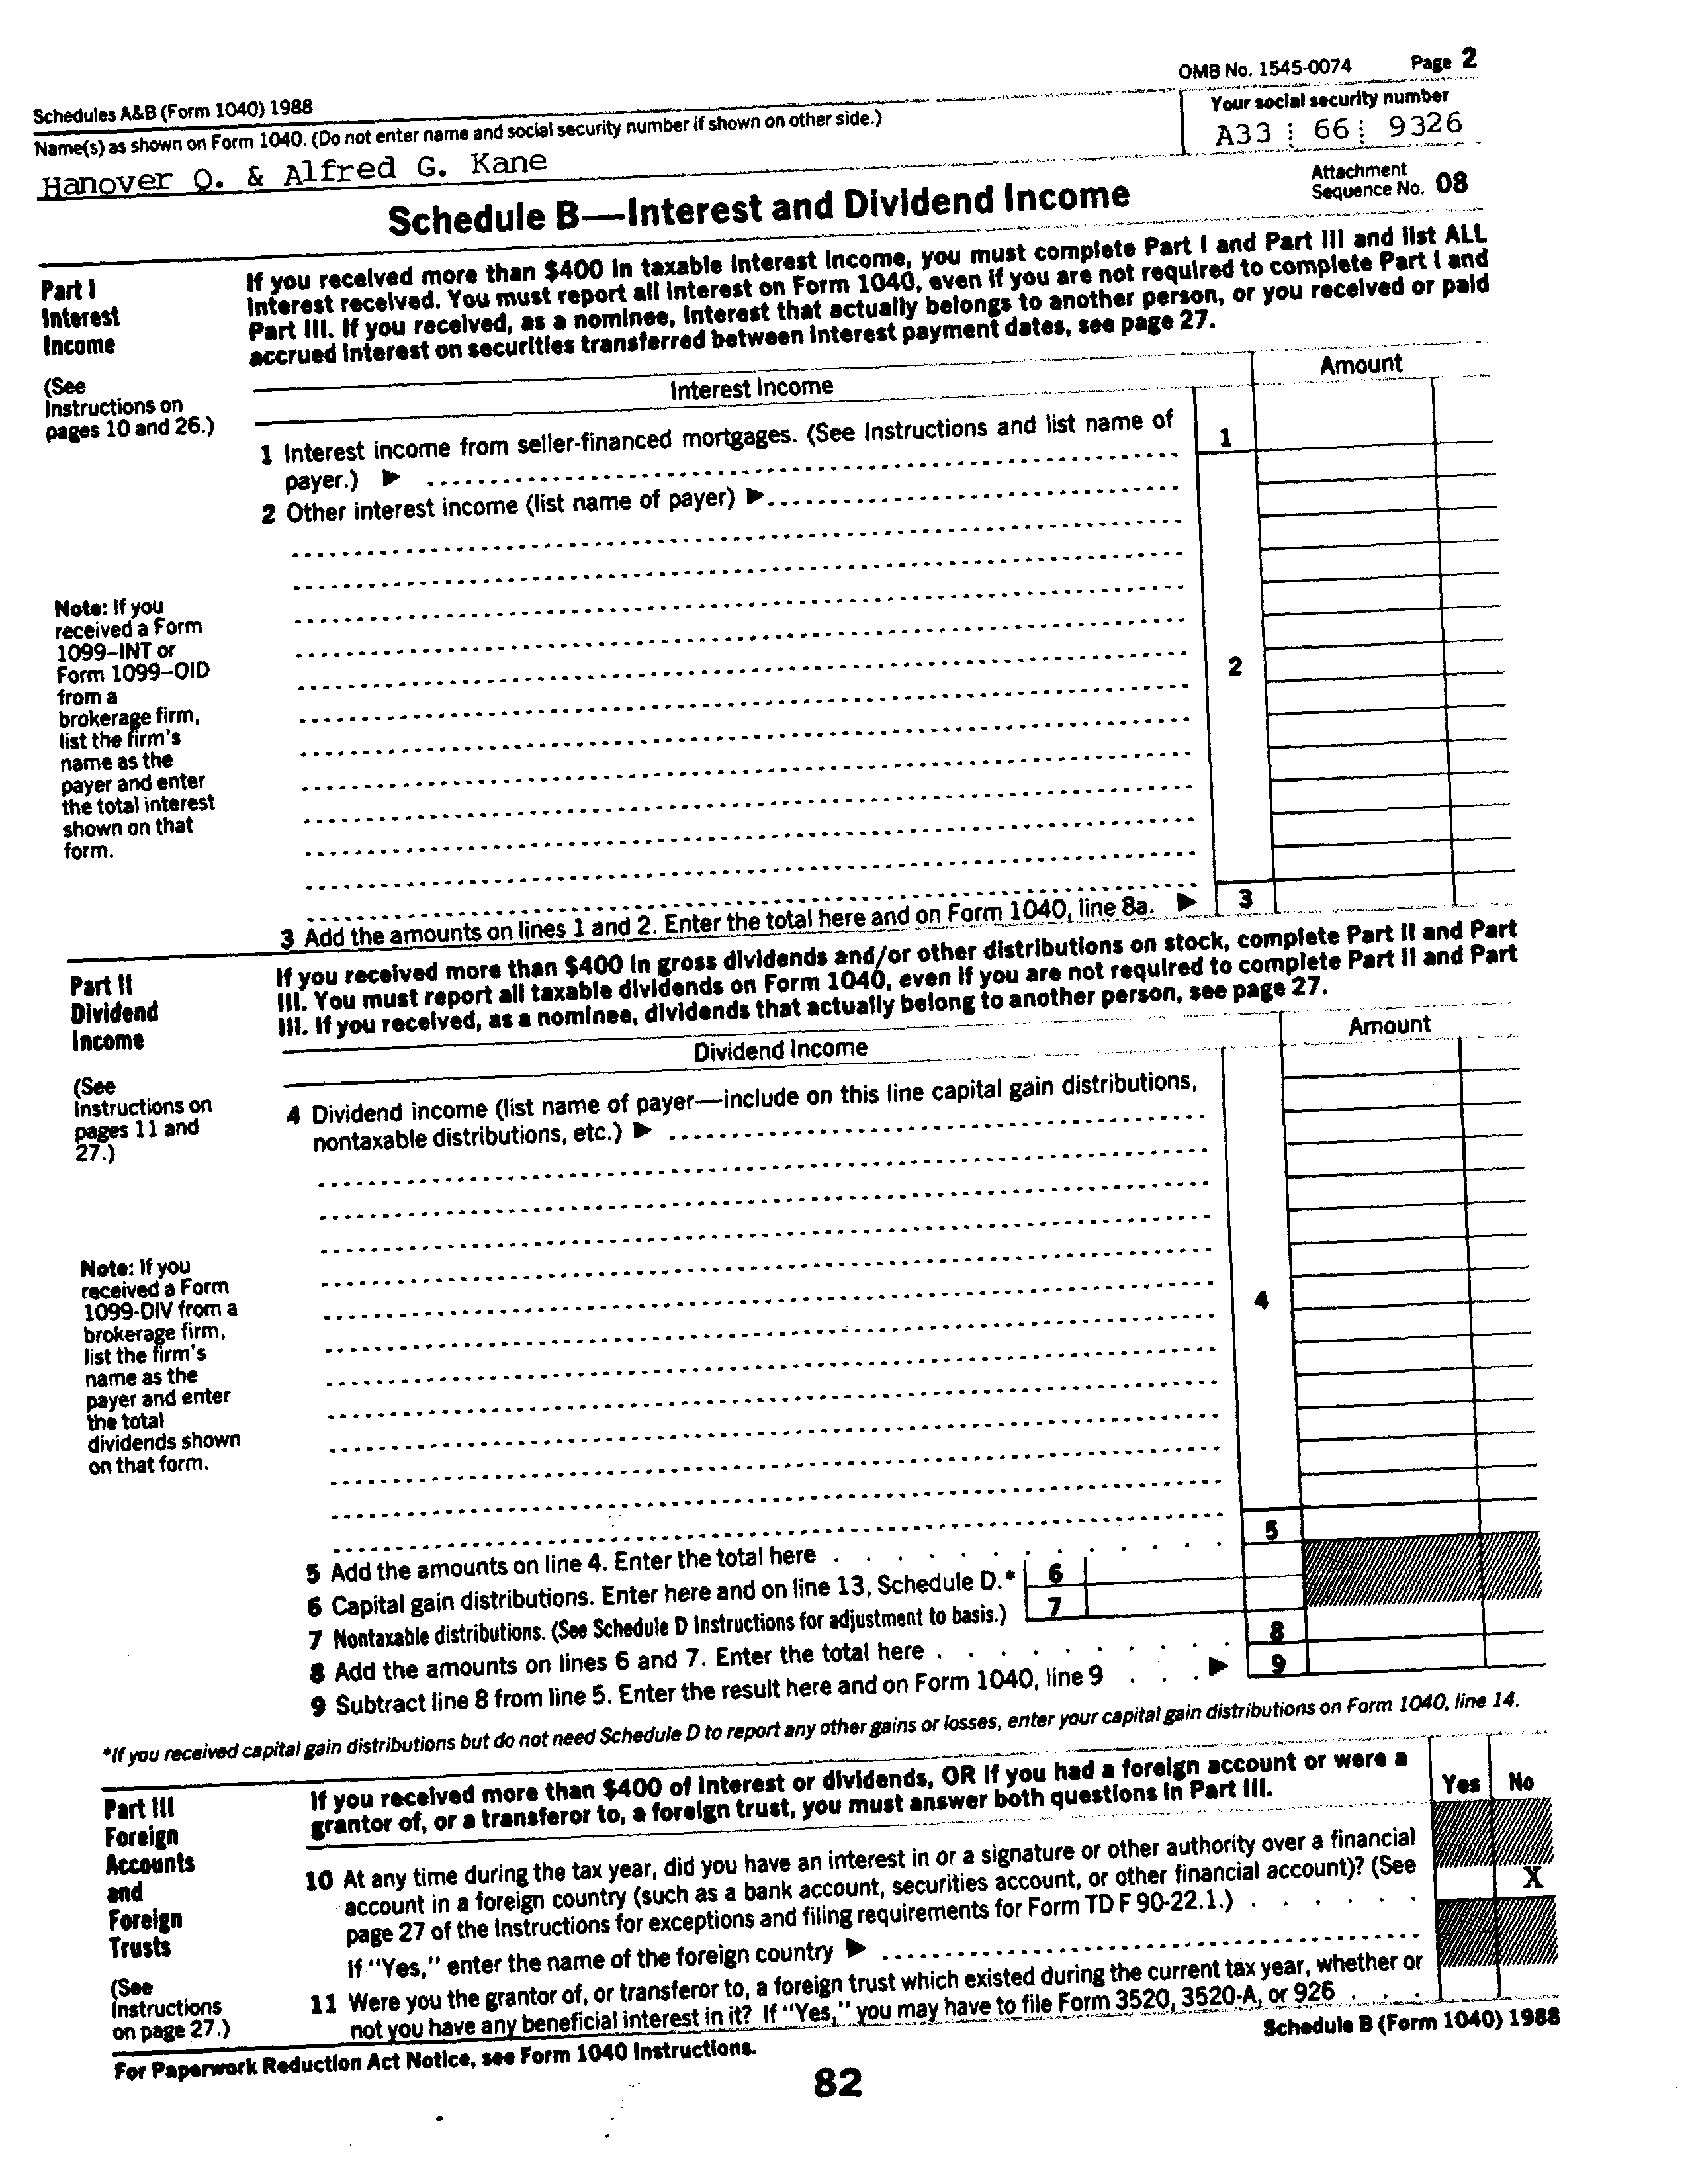 Schedules A&B (Form 1040) 1988
OMB No. 1545-0074 Page 2
Name(s) as shown on Form 1040. (Do not enter name and social security number if shown on other side.)
Your social security number
Hanover Q. & Alfred G. Kane
A33 66 9326
Schedule B—Interest and Dividend Income
Attachment
Sequence No. 08
Part I
Interest
Income
(See
Instructions on
pages 10 and 26.)
If you received more than $400 in taxable interest income, you must complete Part I and Part III and list ALL
interest received. You must report all interest on Form 1040, even if you are not required to complete Part I and
Part III. If you received, as a nominee, interest that actually belongs to another person, or you received or paid
accrued interest on securities transferred between interest payment dates, see page 27.
Interest Income
Amount
1 Interest income from seller-financed mortgages. (See Instructions and list name of
payer.) ▶
1
2 Other interest income (list name of payer) ▶
Note: If you
received a Form
1099–INT or
Form 1099–OID
from a
brokerage firm,
list the firm's
name as the
payer and enter
the total interest
shown on that
form.
2
3 Add the amounts on lines 1 and 2. Enter the total here and on Form 1040, line 8a. ▶ 3
Part II
Dividend
Income
(See
Instructions on
pages 11 and
27.)
If you received more than $400 in gross dividends and/or other distributions on stock, complete Part II and Part
III. You must report all taxable dividends on Form 1040, even if you are not required to complete Part II and Part
III. If you received, as a nominee, dividends that actually belong to another person, see page 27.
Dividend Income
Amount
4 Dividend income (list name of payer—include on this line capital gain distributions,
nontaxable distributions, etc.) ▶
Note: If you
received a Form
1099-DIV from a
brokerage firm,
list the firm's
name as the
payer and enter
the total
dividends shown
on that form.
4
5 Add the amounts on line 4. Enter the total here . . . . . . . . . . . . 5
6 Capital gain distributions. Enter here and on line 13, Schedule D.* 6
7 Nontaxable distributions. (See Schedule D Instructions for adjustment to basis.) 7
8 Add the amounts on lines 6 and 7. Enter the total here . . . . . . . . . 8
9 Subtract line 8 from line 5. Enter the result here and on Form 1040, line 9 . . . ▶ 9
*If you received capital gain distributions but do not need Schedule D to report any other gains or losses, enter your capital gain distributions on Form 1040, line 14.
Part III
Foreign
Accounts
and
Foreign
Trusts
(See
Instructions
on page 27.)
If you received more than $400 of interest or dividends, OR if you had a foreign account or were a
grantor of, or a transferor to, a foreign trust, you must answer both questions in Part III.
Yes No
10 At any time during the tax year, did you have an interest in or a signature or other authority over a financial
account in a foreign country (such as a bank account, securities account, or other financial account)? (See
page 27 of the Instructions for exceptions and filing requirements for Form TD F 90-22.1.) . . . . . . X
If "Yes," enter the name of the foreign country ▶
11 Were you the grantor of, or transferor to, a foreign trust which existed during the current tax year, whether or
not you have any beneficial interest in it? If "Yes," you may have to file Form 3520, 3520-A, or 926 . . .
For Paperwork Reduction Act Notice, see Form 1040 Instructions.
Schedule B (Form 1040) 1988
82